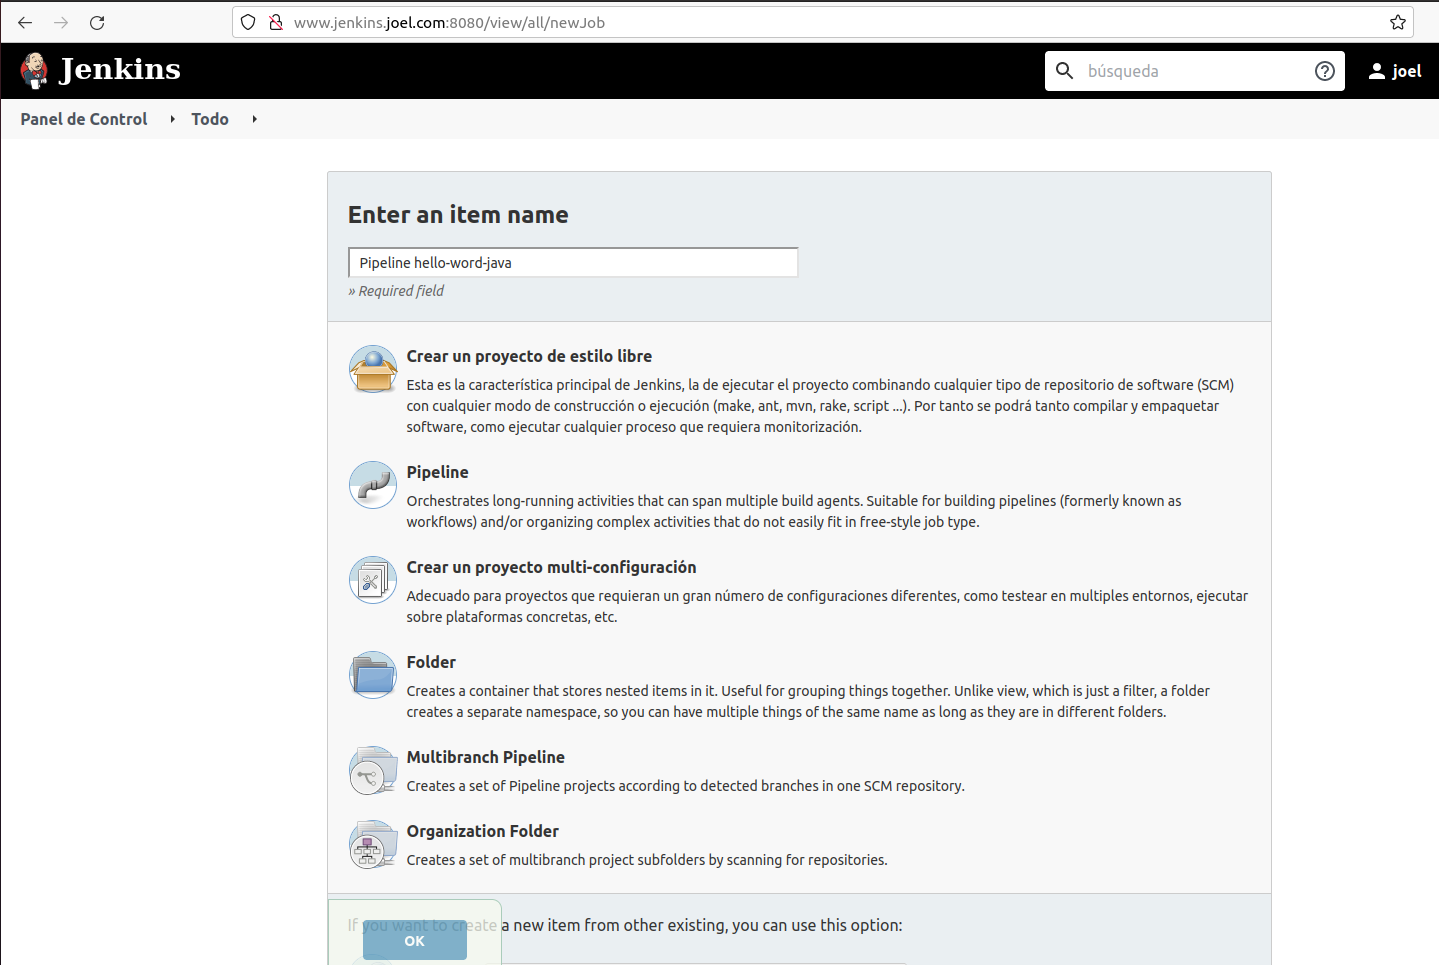 www.jenkins.joel.com:8080/view/all/newJob
Jenkins
búsqueda
joel
Panel de Control
Todo
Enter an item name
Pipeline hello-word-java
» Required field
Crear un proyecto de estilo libre
Esta es la característica principal de Jenkins, la de ejecutar el proyecto combinando cualquier tipo de repositorio de software (SCM)
con cualquier modo de construcción o ejecución (make, ant, mvn, rake, script ...). Por tanto se podrá tanto compilar y empaquetar
software, como ejecutar cualquier proceso que requiera monitorización.
Pipeline
Orchestrates long-running activities that can span multiple build agents. Suitable for building pipelines (formerly known as
workflows) and/or organizing complex activities that do not easily fit in free-style job type.
Crear un proyecto multi-configuración
Adecuado para proyectos que requieran un gran número de configuraciones diferentes, como testear en multiples entornos, ejecutar
sobre plataformas concretas, etc.
Folder
Creates a container that stores nested items in it. Useful for grouping things together. Unlike view, which is just a filter, a folder
creates a separate namespace, so you can have multiple things of the same name as long as they are in different folders.
Multibranch Pipeline
Creates a set of Pipeline projects according to detected branches in one SCM repository.
Organization Folder
Creates a set of multibranch project subfolders by scanning for repositories.
If you want to create a new item from other existing, you can use this option:
OK